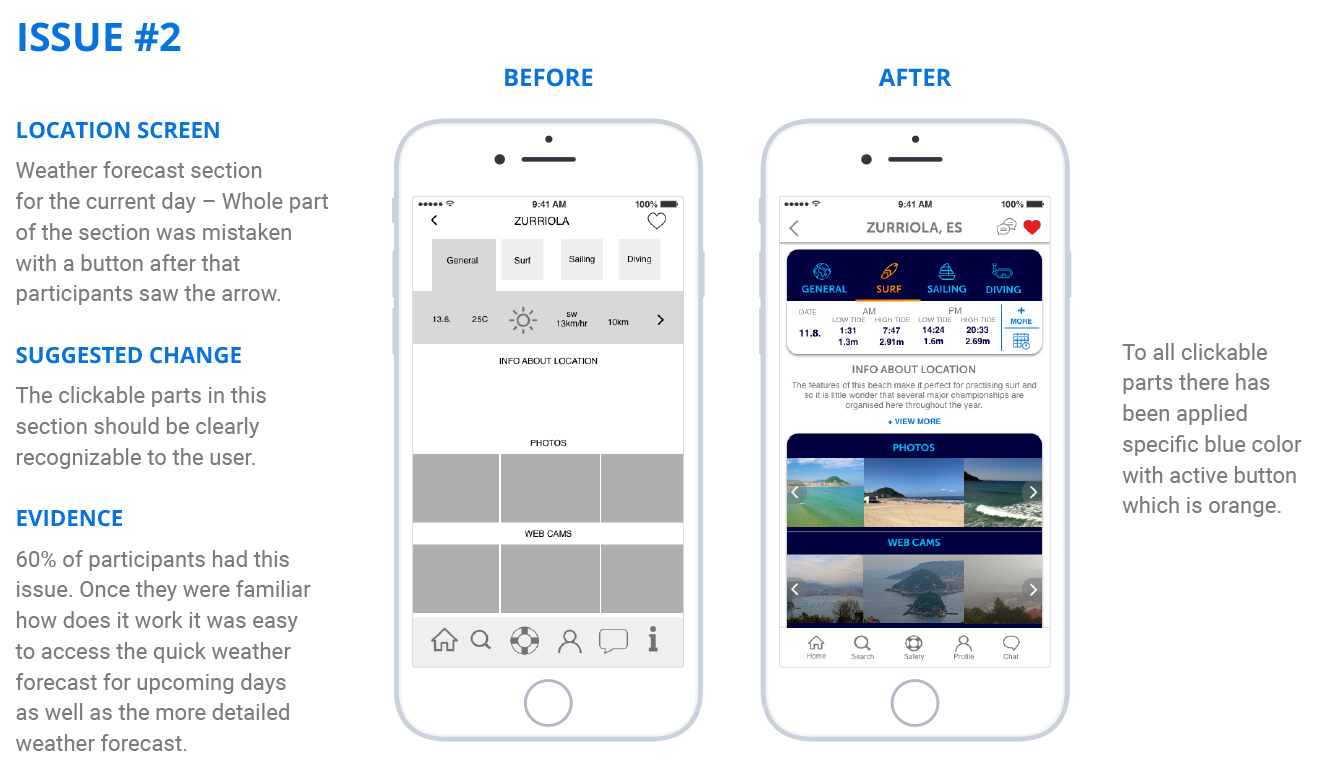 ISSUE #2
BEFORE
AFTER
LOCATION SCREEN
Weather forecast section
for the current day – Whole part
of the section was mistaken
with a button after that
participants saw the arrow.
SUGGESTED CHANGE
The clickable parts in this
section should be clearly
recognizable to the user.
EVIDENCE
60% of participants had this
issue. Once they were familiar
how does it work it was easy
to access the quick weather
forecast for upcoming days
as well as the more detailed
weather forecast.
9:41 AM 100%
ZURRIOLA
General Surf Sailing Diving
13.6. 25C sw 10km
13km/hr
INFO ABOUT LOCATION
PHOTOS
WEB CAMS
9:41 AM 100%
ZURRIOLA, ES
GENERAL SURF SAILING DIVING
DATE AM PM +
LOW TIDE HIGH TIDE LOW TIDE HIGH TIDE MORE
11.8. 1:31 7:47 14:24 20:33
1.3m 2.91m 1.6m 2.69m
INFO ABOUT LOCATION
The features of this beach make it perfect for practising surf and
so it is little wonder that several major championships are
organised here throughout the year.
+ VIEW MORE
PHOTOS
WEB CAMS
Home Search Safety Profile Chat
To all clickable
parts there has
been applied
specific blue color
with active button
which is orange.